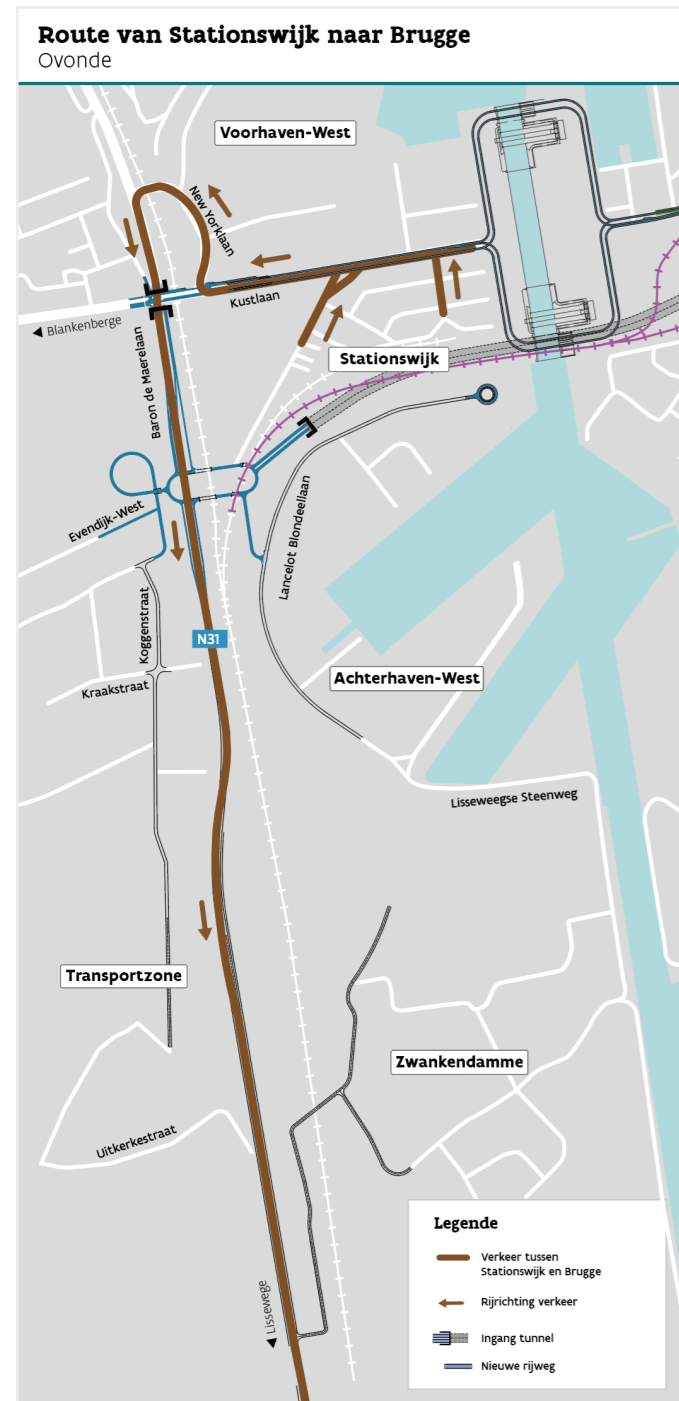 Route van Stationswijk naar Brugge
Ovonde
Voorhaven-West
New Yorklaan
Kustlaan
◀ Blankenberge
Baron de Maerelaan
Stationswijk
Evendijk-West
Lancelot Blondeellaan
Koggenstraat
N31
Kraakstraat
Achterhaven-West
Lisseweegse Steenweg
Transportzone
Zwankendamme
Uitkerkestraat
◀ Lissewege
Legende
Verkeer tussen
Stationswijk en Brugge
Rijrichting verkeer
Ingang tunnel
Nieuwe rijweg